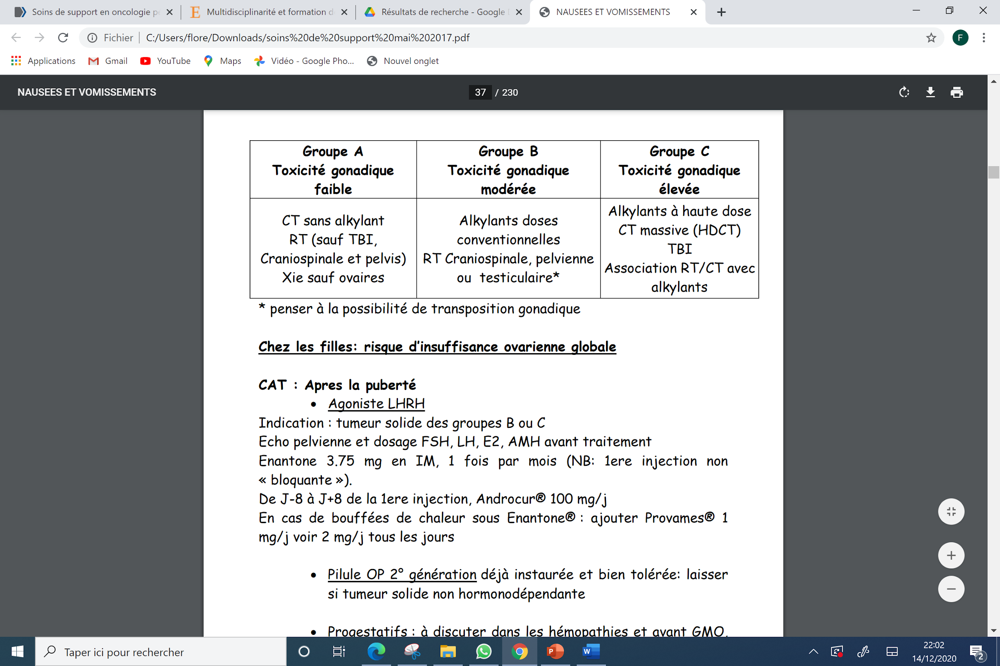 Soins de support en oncologie pe
Multidisciplinarité et formation d
Résultats de recherche - Google
NAUSEES ET VOMISSEMENTS
Fichier
C:/Users/flore/Downloads/soins%20de%20support%20mai%202017.pdf
F
Applications
Gmail
YouTube
Maps
Vidéo - Google Pho...
Nouvel onglet
NAUSEES ET VOMISSEMENTS
37 / 230
Groupe A
Toxicité gonadique
faible
Groupe B
Toxicité gonadique
modérée
Groupe C
Toxicité gonadique
élevée
CT sans alkylant
RT (sauf TBI,
Craniospinale et pelvis)
Xie sauf ovaires
Alkylants doses
conventionnelles
RT Craniospinale, pelvienne
ou testiculaire*
Alkylants à haute dose
CT massive (HDCT)
TBI
Association RT/CT avec
alkylants
* penser à la possibilité de transposition gonadique
Chez les filles: risque d'insuffisance ovarienne globale
CAT : Apres la puberté
• Agoniste LHRH
Indication : tumeur solide des groupes B ou C
Echo pelvienne et dosage FSH, LH, E2, AMH avant traitement
Enantone 3.75 mg en IM, 1 fois par mois (NB: 1ere injection non
« bloquante »).
De J-8 à J+8 de la 1ere injection, Androcur® 100 mg/j
En cas de bouffées de chaleur sous Enantone® : ajouter Provames® 1
mg/j voir 2 mg/j tous les jours
• Pilule OP 2° génération déjà instaurée et bien tolérée: laisser
si tumeur solide non hormonodépendante
• Progestatifs : à discuter dans les hémopathies et avant GMO,
Taper ici pour rechercher
22:02
14/12/2020
2